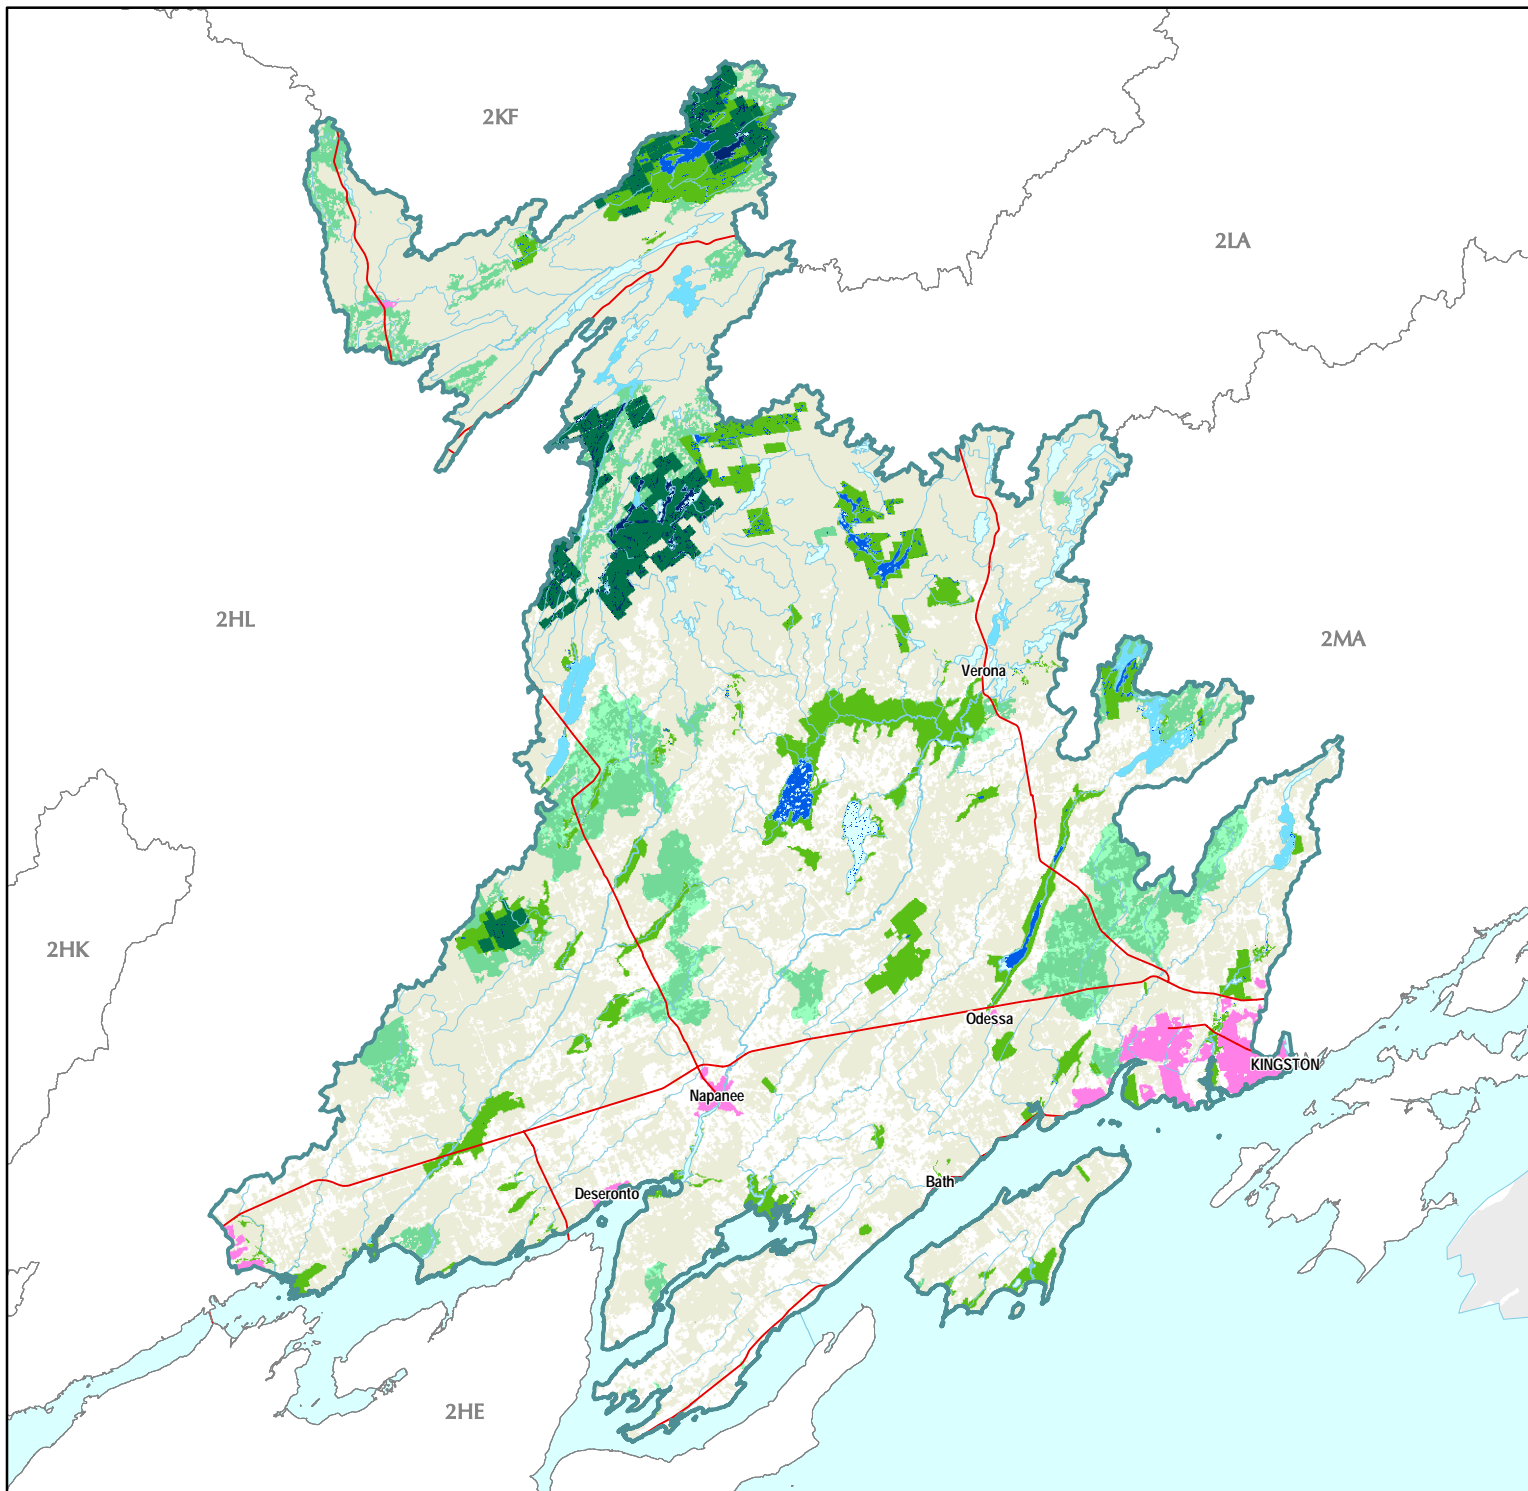 2KF
2LA
2HL
2MA
Verona
2HK
Odessa
KINGSTON
Napanee
Bath
Deseronto
2HE